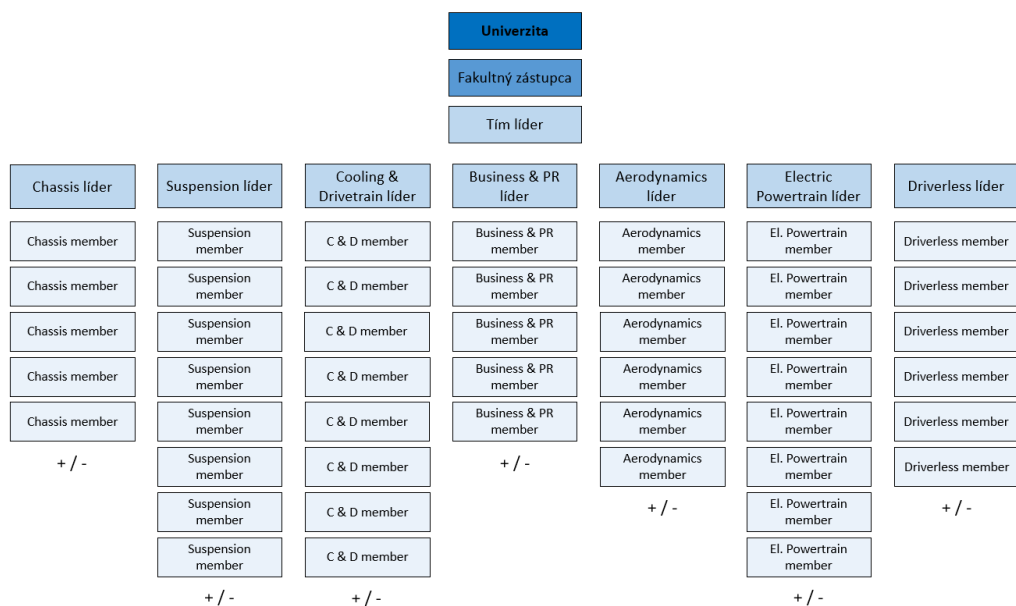 Univerzita
Fakultný zástupca
Tím líder
Chassis líder
Chassis member
Chassis member
Chassis member
Chassis member
Chassis member
+ / -
Suspension líder
Suspension
member
Suspension
member
Suspension
member
Suspension
member
Suspension
member
Suspension
member
Suspension
member
Suspension
member
+ / -
Cooling &
Drivetrain líder
C & D member
C & D member
C & D member
C & D member
C & D member
C & D member
C & D member
C & D member
+ / -
Business & PR
líder
Business & PR
member
Business & PR
member
Business & PR
member
Business & PR
member
Business & PR
member
+ / -
Aerodynamics
líder
Aerodynamics
member
Aerodynamics
member
Aerodynamics
member
Aerodynamics
member
Aerodynamics
member
Aerodynamics
member
+ / -
Electric
Powertrain líder
El. Powertrain
member
El. Powertrain
member
El. Powertrain
member
El. Powertrain
member
El. Powertrain
member
El. Powertrain
member
El. Powertrain
member
El. Powertrain
member
+ / -
Driverless líder
Driverless member
Driverless member
Driverless member
Driverless member
Driverless member
Driverless member
+ / -